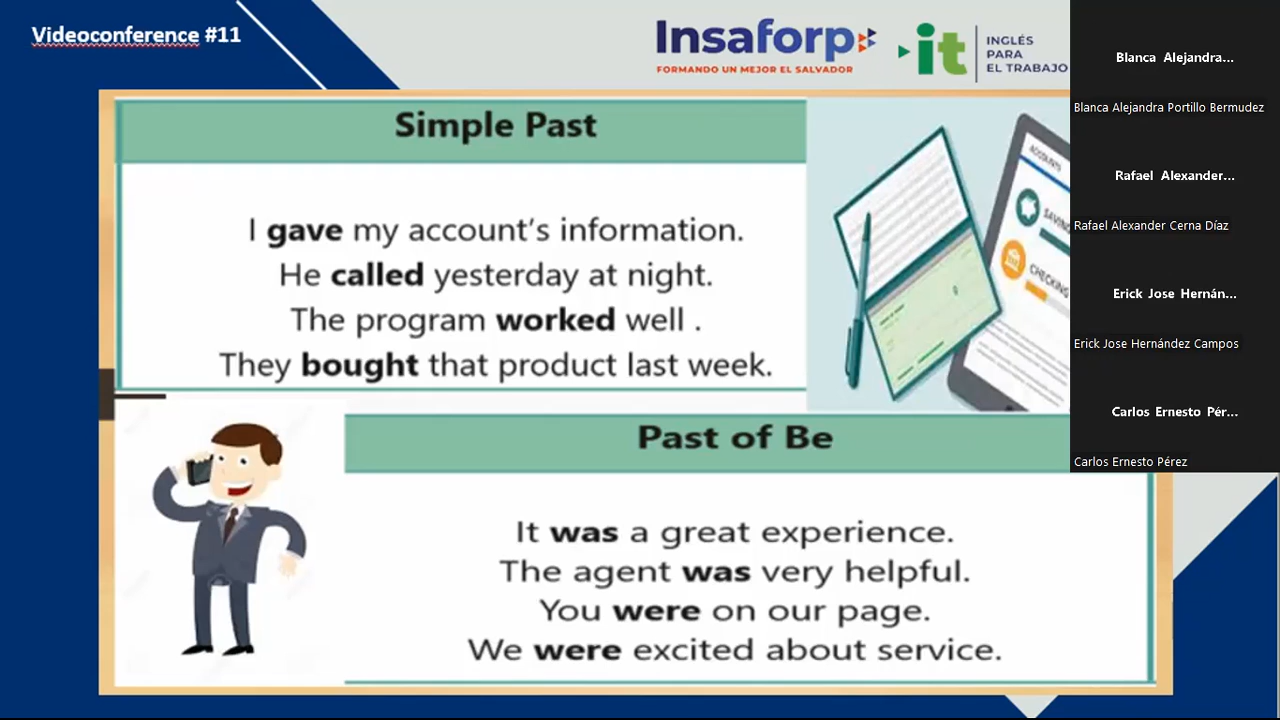 Videoconference #11
Insaforp
FORMANDO UN MEJOR EL SALVADOR
it
INGLÉS
PARA
EL TRABAJO
Simple Past
I gave my account's information.
He called yesterday at night.
The program worked well .
They bought that product last week.
ACCOUNTS
SAVIN
CHECKING
Past of Be
It was a great experience.
The agent was very helpful.
You were on our page.
We were excited about service.
Blanca Alejandra...
Blanca Alejandra Portillo Bermudez
Rafael Alexander...
Rafael Alexander Cerna Díaz
Erick Jose Hernán...
Erick Jose Hernández Campos
Carlos Ernesto Pér...
Carlos Ernesto Pérez